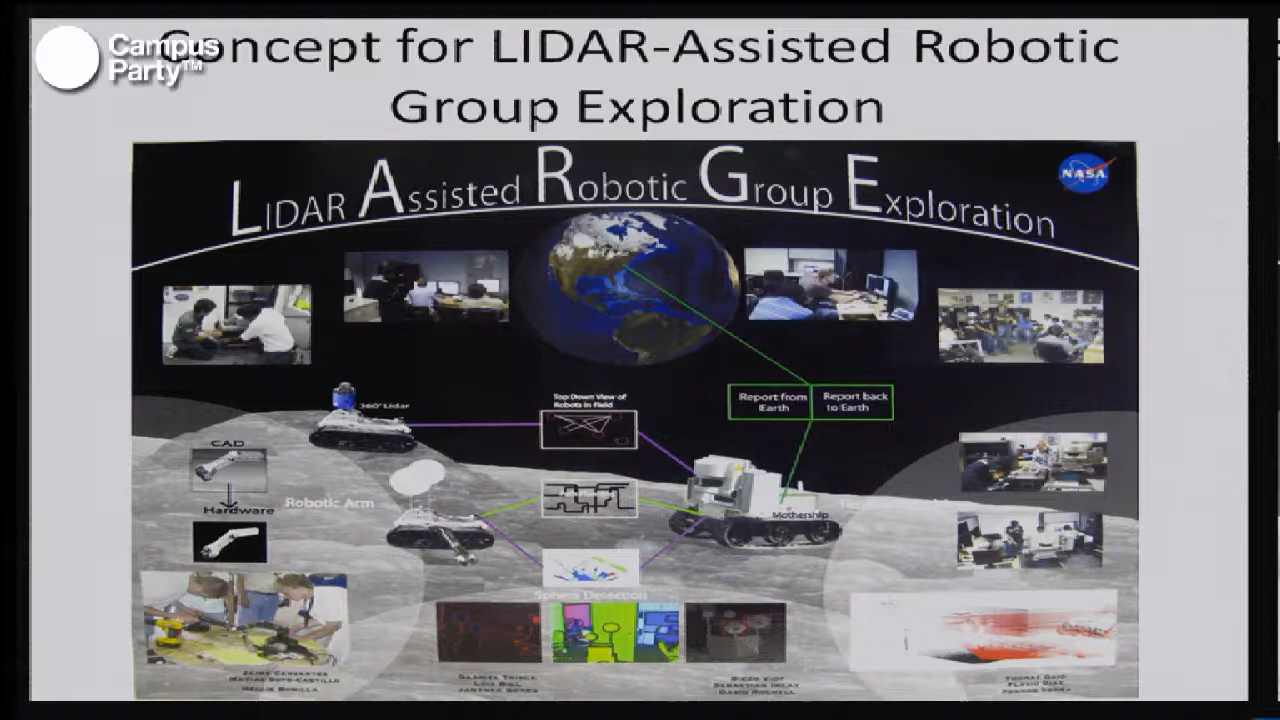 Campus
Party™
Concept for LIDAR-Assisted Robotic
Group Exploration
LIDAR Assisted Robotic Group Exploration
NASA
360° Lidar
Top Down View of
Robots in Field
Report from
Earth
Report back
to Earth
CAD
Robotic Arm
Hardware
Mothership
Sphere Detection